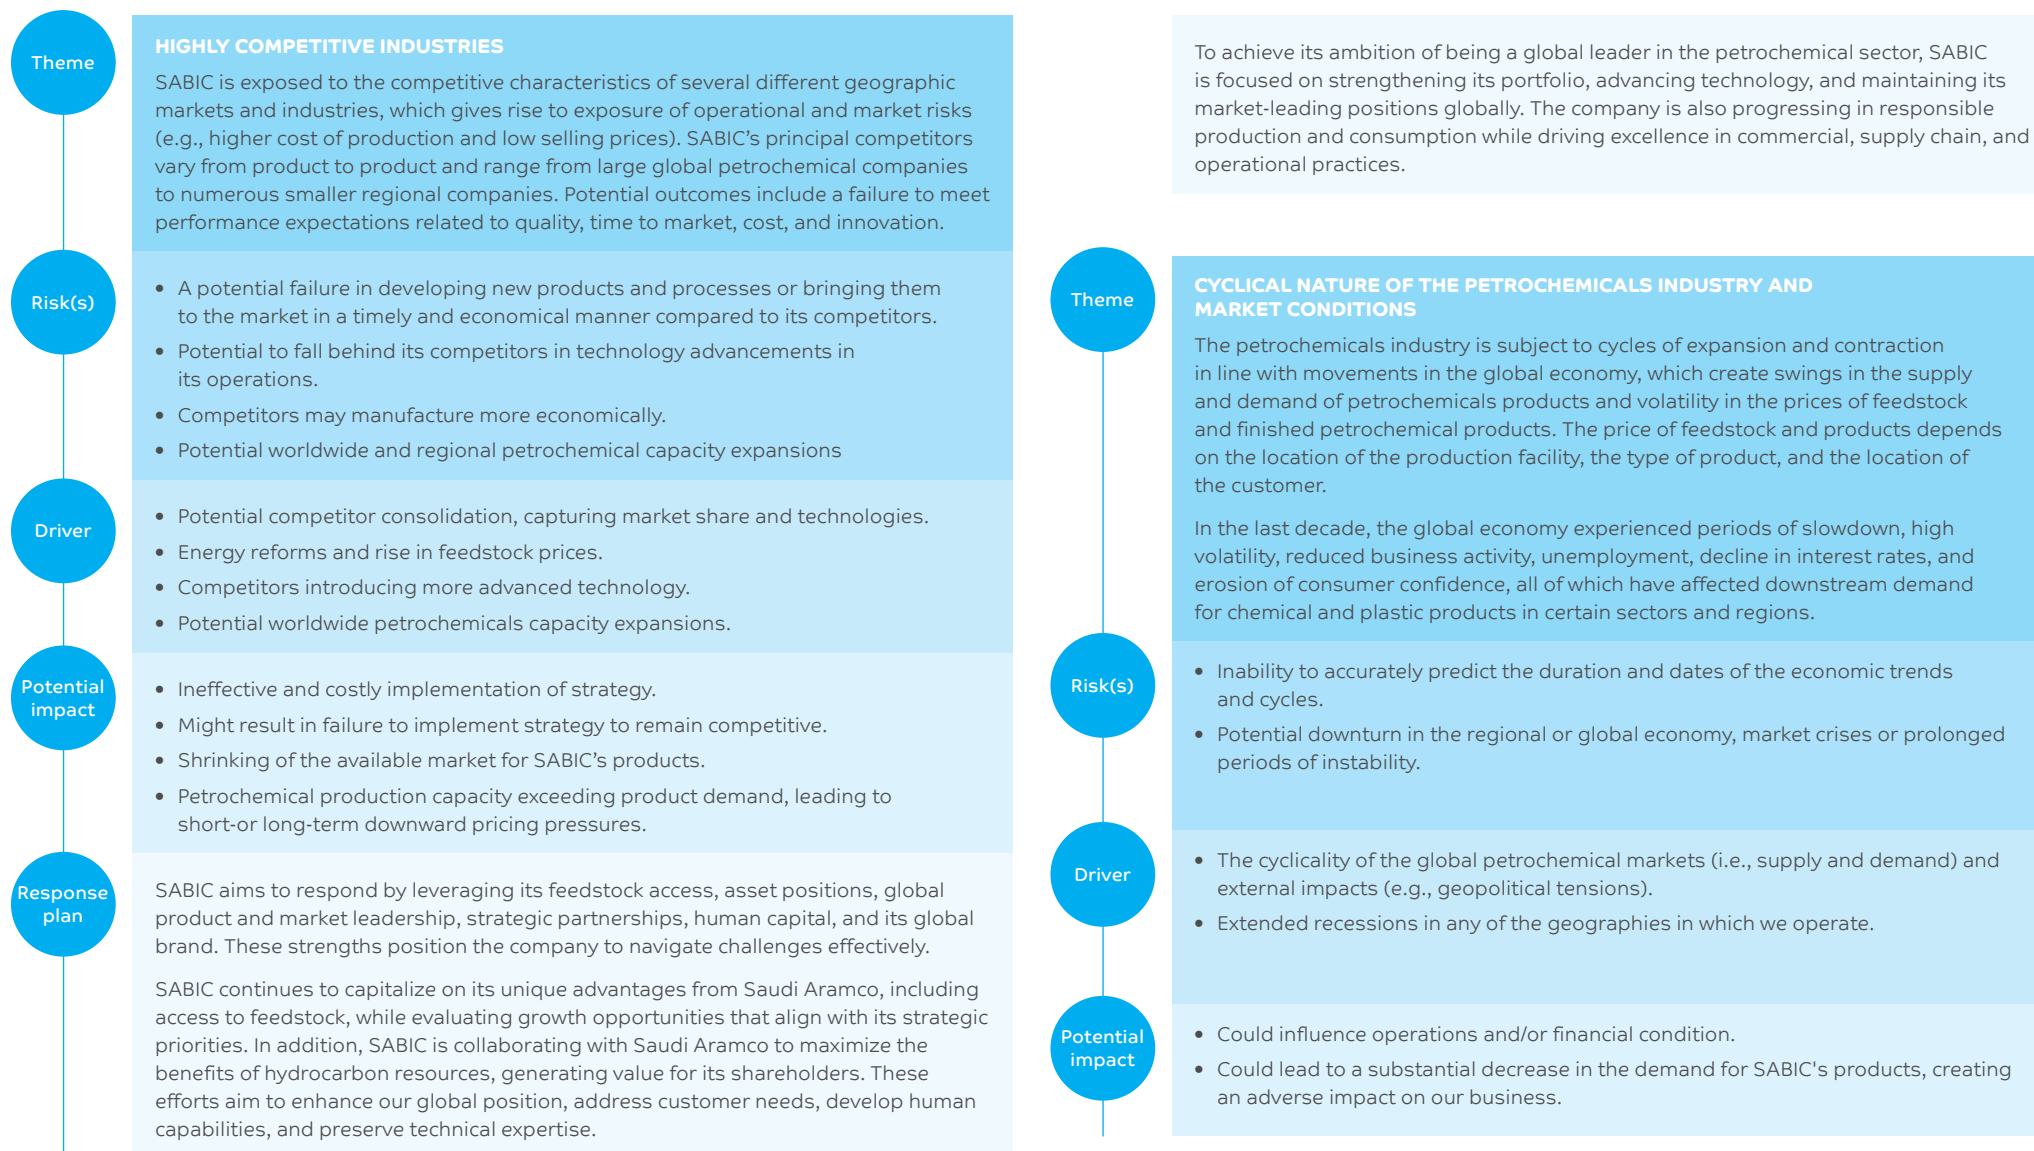 Theme
HIGHLY COMPETITIVE INDUSTRIES
SABIC is exposed to the competitive characteristics of several different geographic
markets and industries, which gives rise to exposure of operational and market risks
(e.g., higher cost of production and low selling prices). SABIC’s principal competitors
vary from product to product and range from large global petrochemical companies
to numerous smaller regional companies. Potential outcomes include a failure to meet
performance expectations related to quality, time to market, cost, and innovation.
Risk(s)
• A potential failure in developing new products and processes or bringing them
to the market in a timely and economical manner compared to its competitors.
• Potential to fall behind its competitors in technology advancements in
its operations.
• Competitors may manufacture more economically.
• Potential worldwide and regional petrochemical capacity expansions
Driver
• Potential competitor consolidation, capturing market share and technologies.
• Energy reforms and rise in feedstock prices.
• Competitors introducing more advanced technology.
• Potential worldwide petrochemicals capacity expansions.
Potential
impact
• Ineffective and costly implementation of strategy.
• Might result in failure to implement strategy to remain competitive.
• Shrinking of the available market for SABIC’s products.
• Petrochemical production capacity exceeding product demand, leading to
short-or long-term downward pricing pressures.
Response
plan
SABIC aims to respond by leveraging its feedstock access, asset positions, global
product and market leadership, strategic partnerships, human capital, and its global
brand. These strengths position the company to navigate challenges effectively.
SABIC continues to capitalize on its unique advantages from Saudi Aramco, including
access to feedstock, while evaluating growth opportunities that align with its strategic
priorities. In addition, SABIC is collaborating with Saudi Aramco to maximize the
benefits of hydrocarbon resources, generating value for its shareholders. These
efforts aim to enhance our global position, address customer needs, develop human
capabilities, and preserve technical expertise.
To achieve its ambition of being a global leader in the petrochemical sector, SABIC
is focused on strengthening its portfolio, advancing technology, and maintaining its
market-leading positions globally. The company is also progressing in responsible
production and consumption while driving excellence in commercial, supply chain, and
operational practices.
Theme
CYCLICAL NATURE OF THE PETROCHEMICALS INDUSTRY AND
MARKET CONDITIONS
The petrochemicals industry is subject to cycles of expansion and contraction
in line with movements in the global economy, which create swings in the supply
and demand of petrochemicals products and volatility in the prices of feedstock
and finished petrochemical products. The price of feedstock and products depends
on the location of the production facility, the type of product, and the location of
the customer.
In the last decade, the global economy experienced periods of slowdown, high
volatility, reduced business activity, unemployment, decline in interest rates, and
erosion of consumer confidence, all of which have affected downstream demand
for chemical and plastic products in certain sectors and regions.
Risk(s)
• Inability to accurately predict the duration and dates of the economic trends
and cycles.
• Potential downturn in the regional or global economy, market crises or prolonged
periods of instability.
Driver
• The cyclicality of the global petrochemical markets (i.e., supply and demand) and
external impacts (e.g., geopolitical tensions).
• Extended recessions in any of the geographies in which we operate.
Potential
impact
• Could influence operations and/or financial condition.
• Could lead to a substantial decrease in the demand for SABIC's products, creating
an adverse impact on our business.